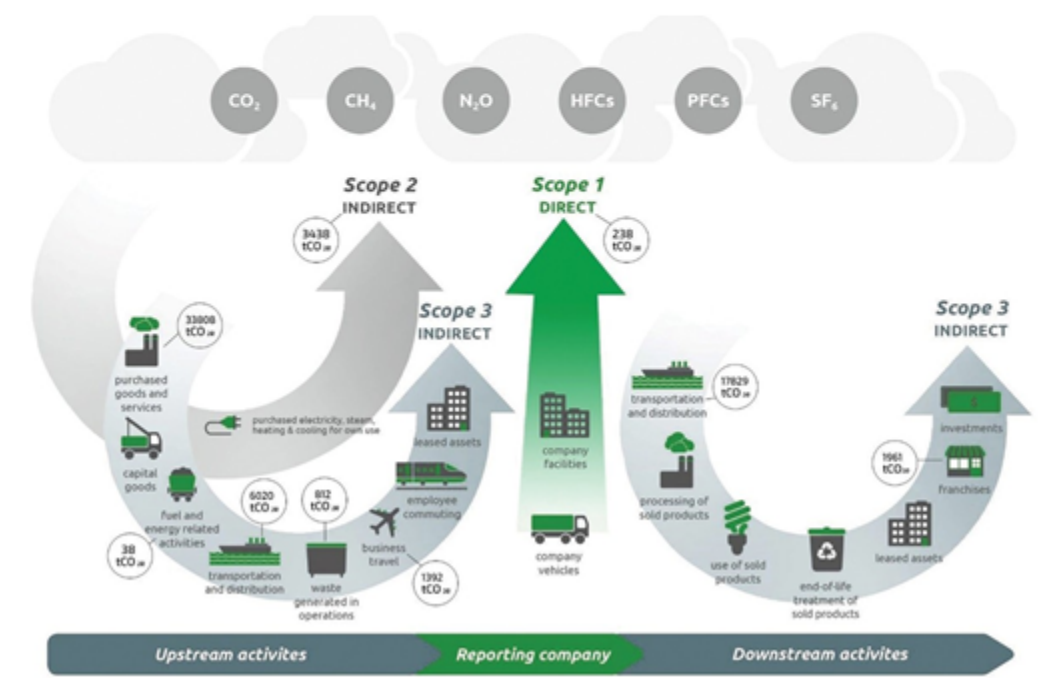 CO₂
CH₄
N₂O
HFCs
PFCs
SF₆
Scope 2
INDIRECT
3438
tCO₂e
Scope 1
DIRECT
238
tCO₂e
Scope 3
INDIRECT
Scope 3
INDIRECT
33808
tCO₂e
purchased
goods and
services
capital
goods
fuel and
energy related
activities
38
tCO₂e
6020
tCO₂e
transportation
and distribution
812
tCO₂e
waste
generated in
operations
business
travel
1392
tCO₂e
employee
commuting
leased assets
purchased electricity, steam,
heating & cooling for own use
company
facilities
company
vehicles
transportation
and distribution
17829
tCO₂e
processing of
sold products
use of sold
products
end-of-life
treatment of
sold products
leased assets
1961
tCO₂e
franchises
investments
Upstream activites
Reporting company
Downstream activites